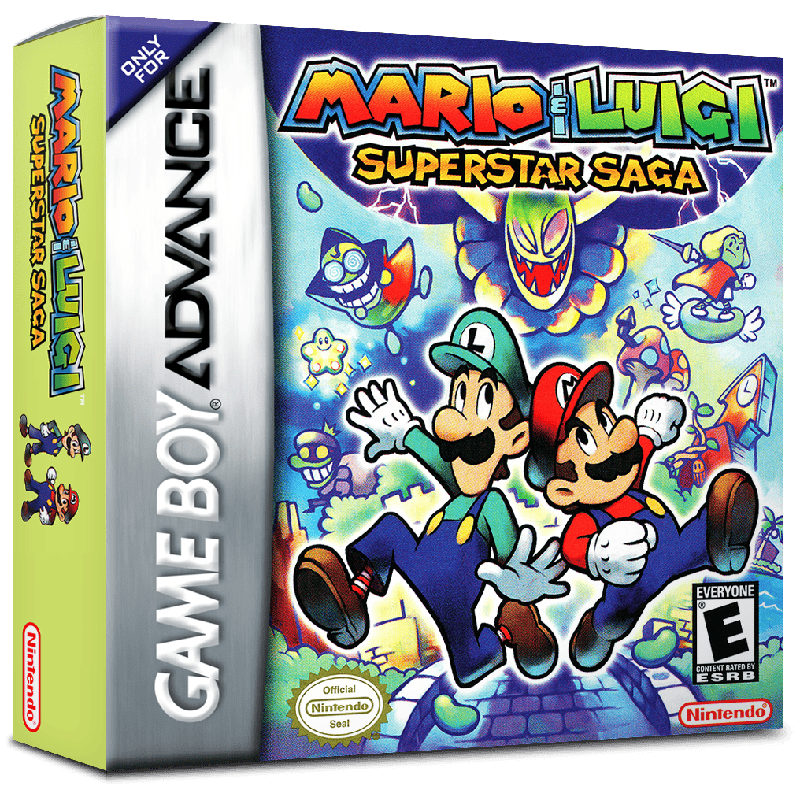 MARIO & LUIGI
SUPERSTAR SAGA
Nintendo
ONLY
FOR
GAME BOY ADVANCE
MARIO & LUIGI™
SUPERSTAR SAGA
L
M
EVERYONE
E
CONTENT RATED BY
ESRB
Official
Nintendo
Seal
Nintendo